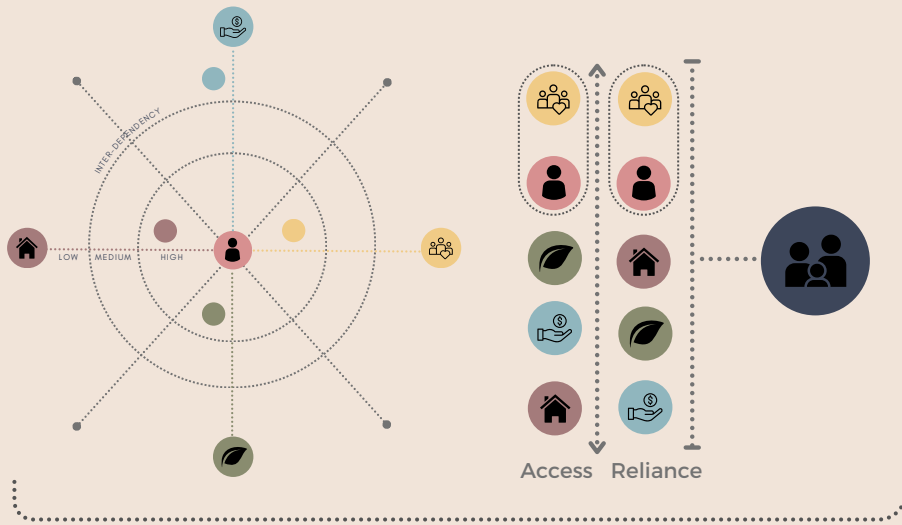 INTER-DEPENDENCY
LOW MEDIUM HIGH
$
$
$
Access Reliance